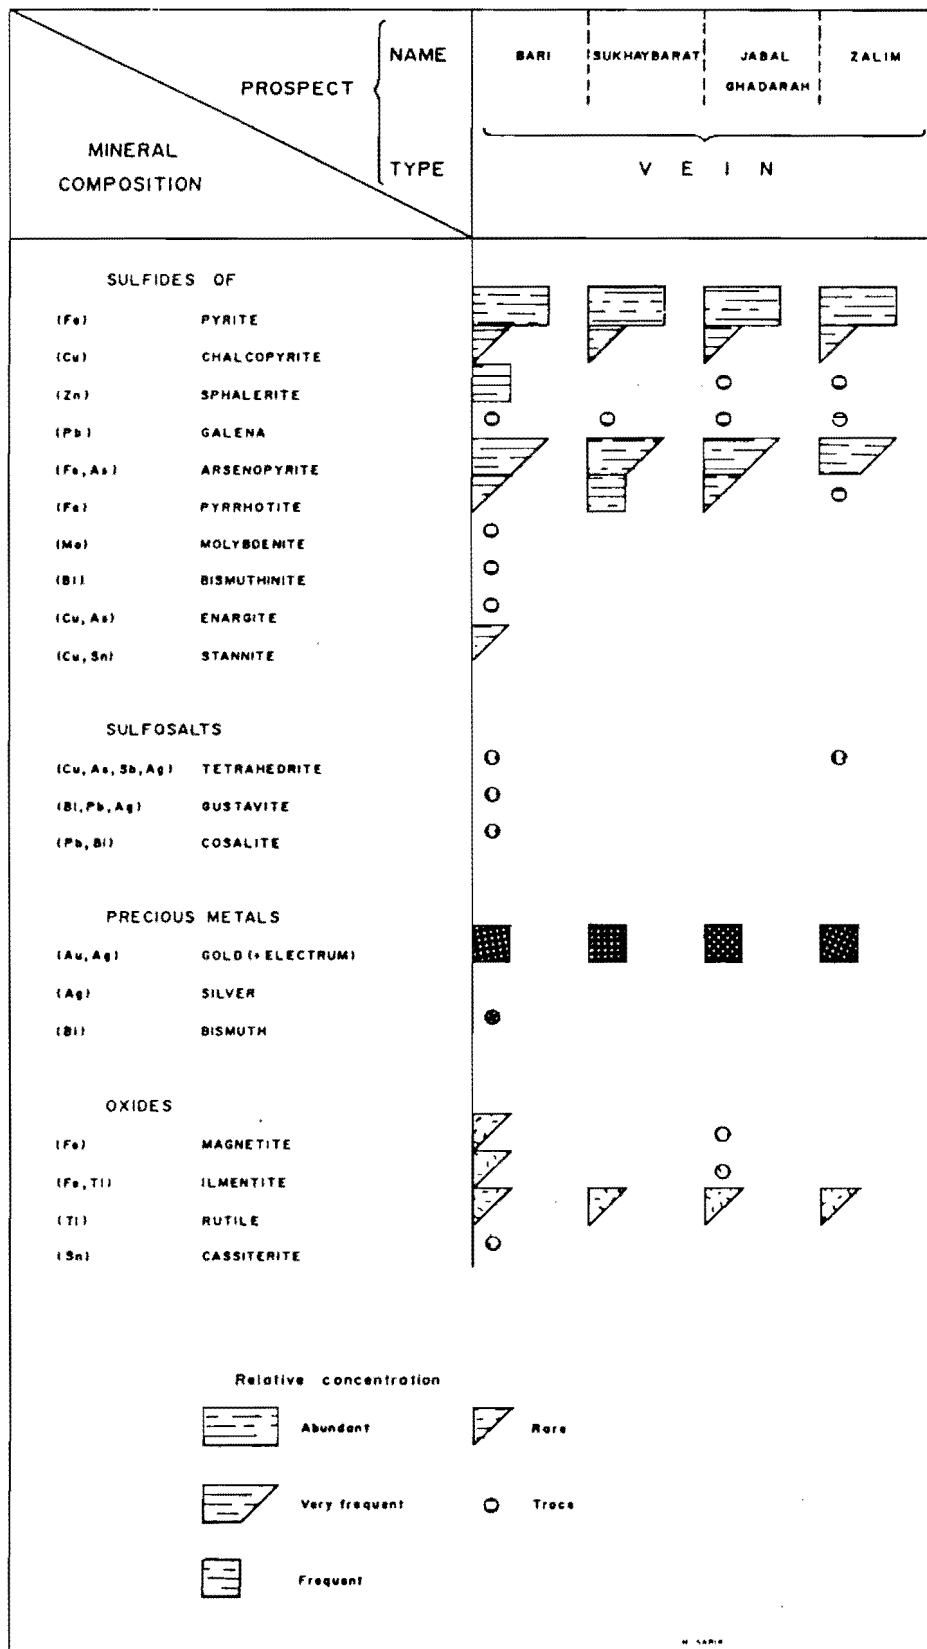 NAME
BARI SUKHAYBARAT JABAL ZALIM
PROSPECT GHADARAH
MINERAL
COMPOSITION
TYPE
V E I N
SULFIDES OF
(Fe) PYRITE
(Cu) CHALCOPYRITE
(Zn) SPHALERITE
(Pb) GALENA
(Fe, As) ARSENOPYRITE
(Fe) PYRRHOTITE
(Mo) MOLYBDENITE
(Bi) BISMUTHINITE
(Cu, As) ENARGITE
(Cu, Sn) STANNITE
SULFOSALTS
(Cu, As, Sb, Ag) TETRAHEDRITE
(Bi, Pb, Ag) GUSTAVITE
(Pb, Bi) COSALITE
PRECIOUS METALS
(Au, Ag) GOLD (+ ELECTRUM)
(Ag) SILVER
(Bi) BISMUTH
OXIDES
(Fe) MAGNETITE
(Fe, Ti) ILMENTITE
(Ti) RUTILE
(Sn) CASSITERITE
Relative concentration
Abundant Rare
Very frequent Trace
Frequent